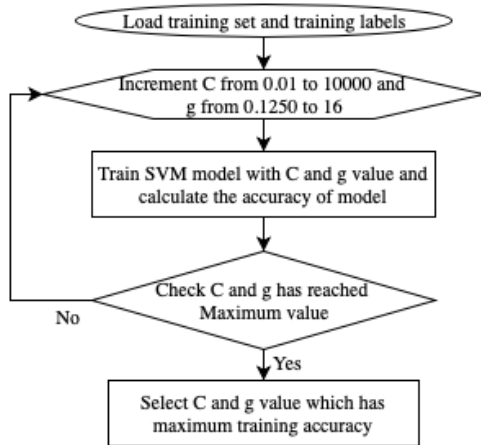 Load training set and training labels
Increment C from 0.01 to 10000 and
g from 0.1250 to 16
Train SVM model with C and g value and
calculate the accuracy of model
Check C and g has reached
Maximum value
No
Yes
Select C and g value which has
maximum training accuracy